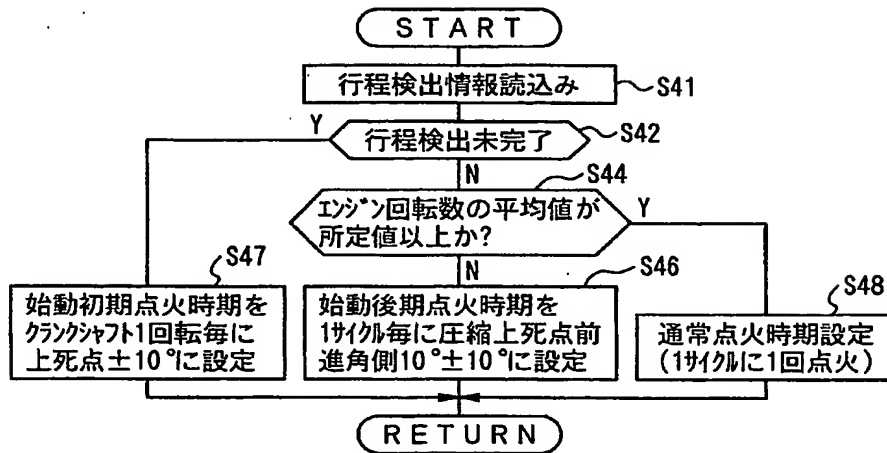 START
行程検出情報読込み
S41
Y
行程検出未完了
S42
N
S44
エンジン回転数の平均値が
所定値以上か?
Y
S47
N
S46
S48
始動初期点火時期を
クランクシャフト1回転毎に
上死点±10°に設定
始動後期点火時期を
1サイクル毎に圧縮上死点前
進角側10°±10°に設定
通常点火時期設定
(1サイクルに1回点火)
RETURN